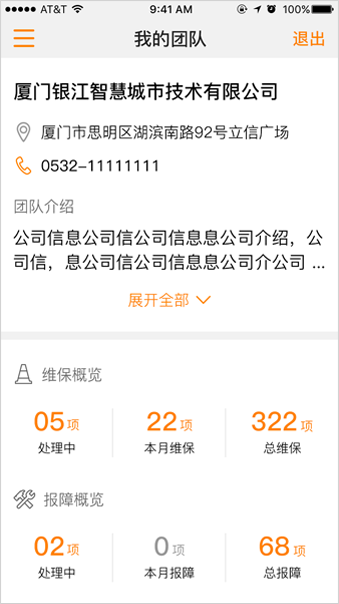 AT&T 9:41 AM 100%
我的团队 退出
厦门银江智慧城市技术有限公司
厦门市思明区湖滨南路92号立信广场
0532-11111111
团队介绍
公司信息公司信公司信息息公司介绍，公
司信，息公司信公司信息息公司介公司 ...
展开全部
维保概览
05项 22项 322项
处理中 本月维保 总维保
报障概览
02项 0项 68项
处理中 本月报障 总报障